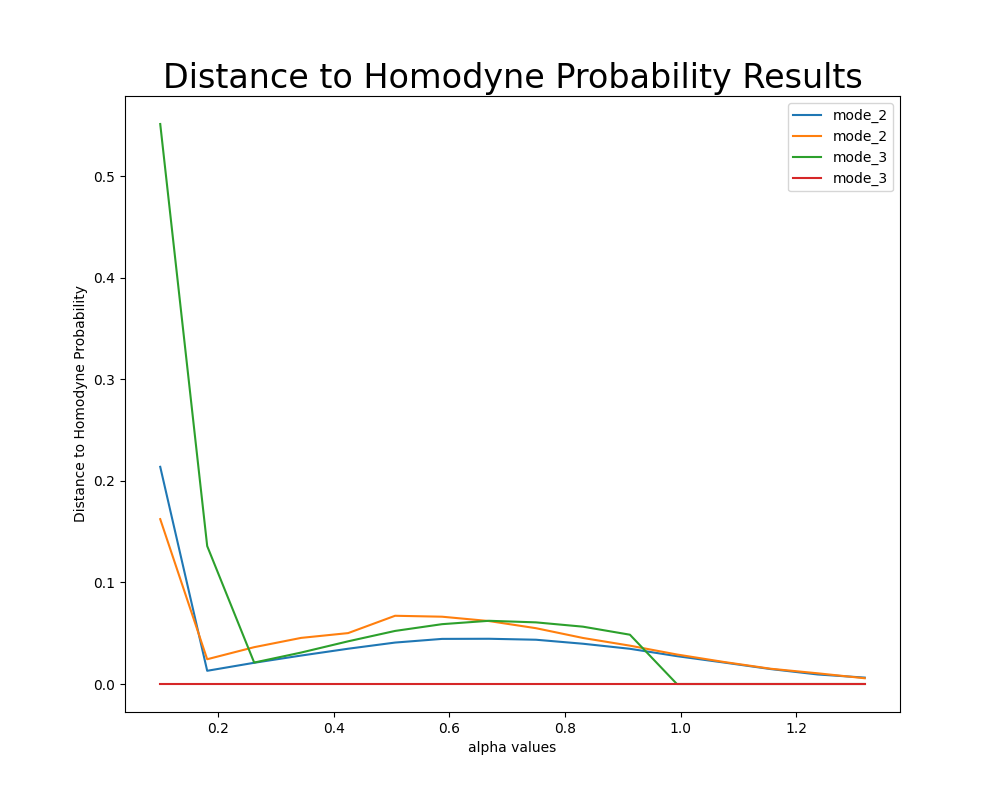 Distance to Homodyne Probability Results
mode_2
mode_2
mode_3
mode_3
Distance to Homodyne Probability
0.5
0.4
0.3
0.2
0.1
0.0
0.2 0.4 0.6 0.8 1.0 1.2
alpha values